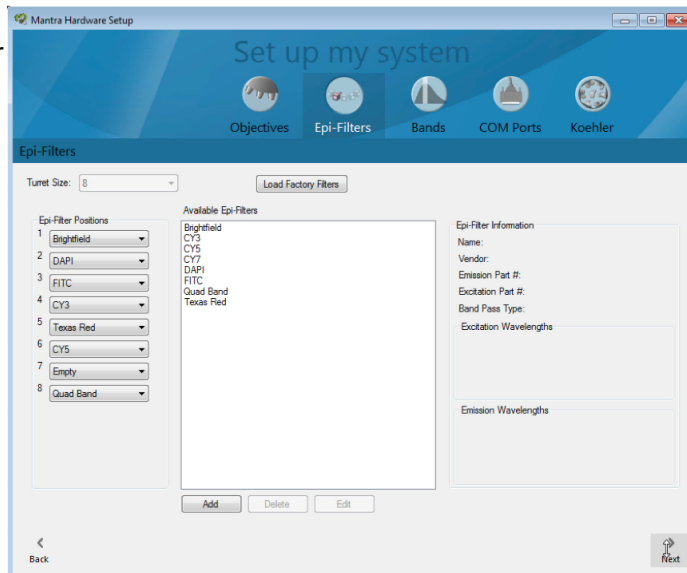 Mantra Hardware Setup
Set up my system
Objectives
Epi-Filters
Bands
COM Ports
Koehler
Epi-Filters
Turret Size: 8
Load Factory Filters
Epi-Filter Positions
1 Brightfield
2 DAPI
3 FITC
4 CY3
5 Texas Red
6 CY5
7 Empty
8 Quad Band
Available Epi-Filters
Brightfield
CY3
CY5
CY7
DAPI
FITC
Quad Band
Texas Red
Add
Delete
Edit
Epi-Filter Information
Name:
Vendor:
Emission Part #:
Excitation Part #:
Band Pass Type:
Excitation Wavelengths
Emission Wavelengths
Back
Next